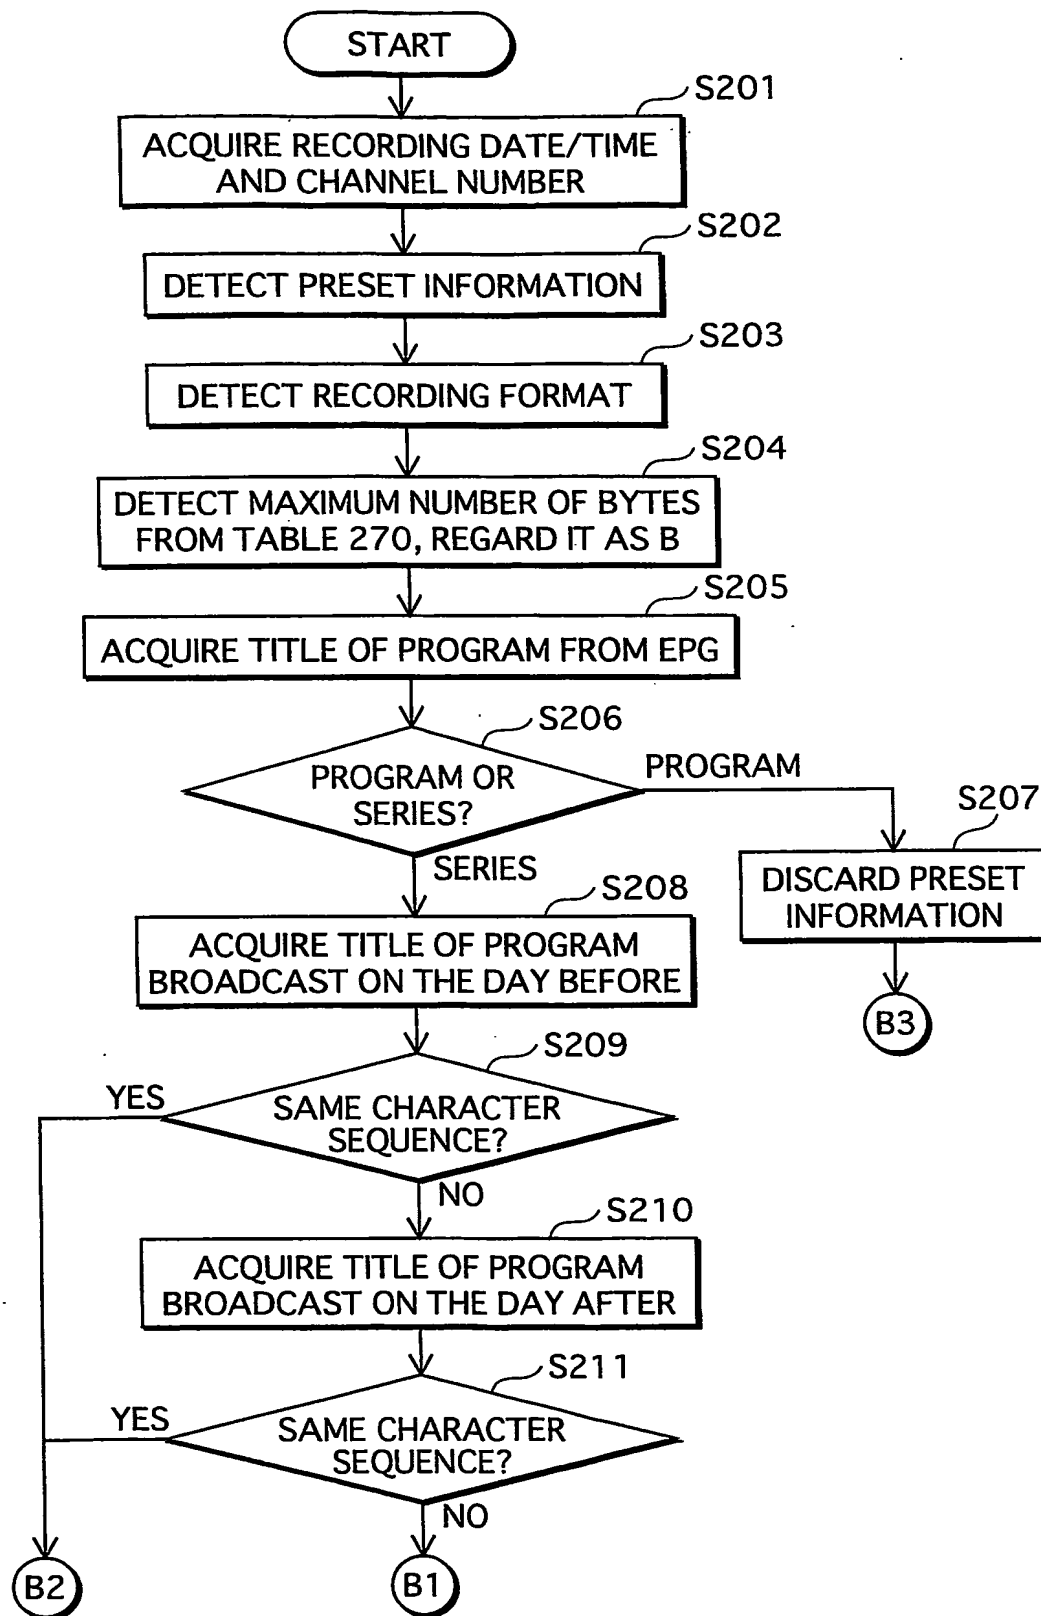 START
S201
ACQUIRE RECORDING DATE/TIME
AND CHANNEL NUMBER
S202
DETECT PRESET INFORMATION
S203
DETECT RECORDING FORMAT
S204
DETECT MAXIMUM NUMBER OF BYTES
FROM TABLE 270, REGARD IT AS B
S205
ACQUIRE TITLE OF PROGRAM FROM EPG
S206
PROGRAM OR
SERIES?
PROGRAM
SERIES
S207
DISCARD PRESET
INFORMATION
B3
S208
ACQUIRE TITLE OF PROGRAM
BROADCAST ON THE DAY BEFORE
S209
YES
SAME CHARACTER
SEQUENCE?
NO
S210
ACQUIRE TITLE OF PROGRAM
BROADCAST ON THE DAY AFTER
S211
YES
SAME CHARACTER
SEQUENCE?
NO
B2
B1